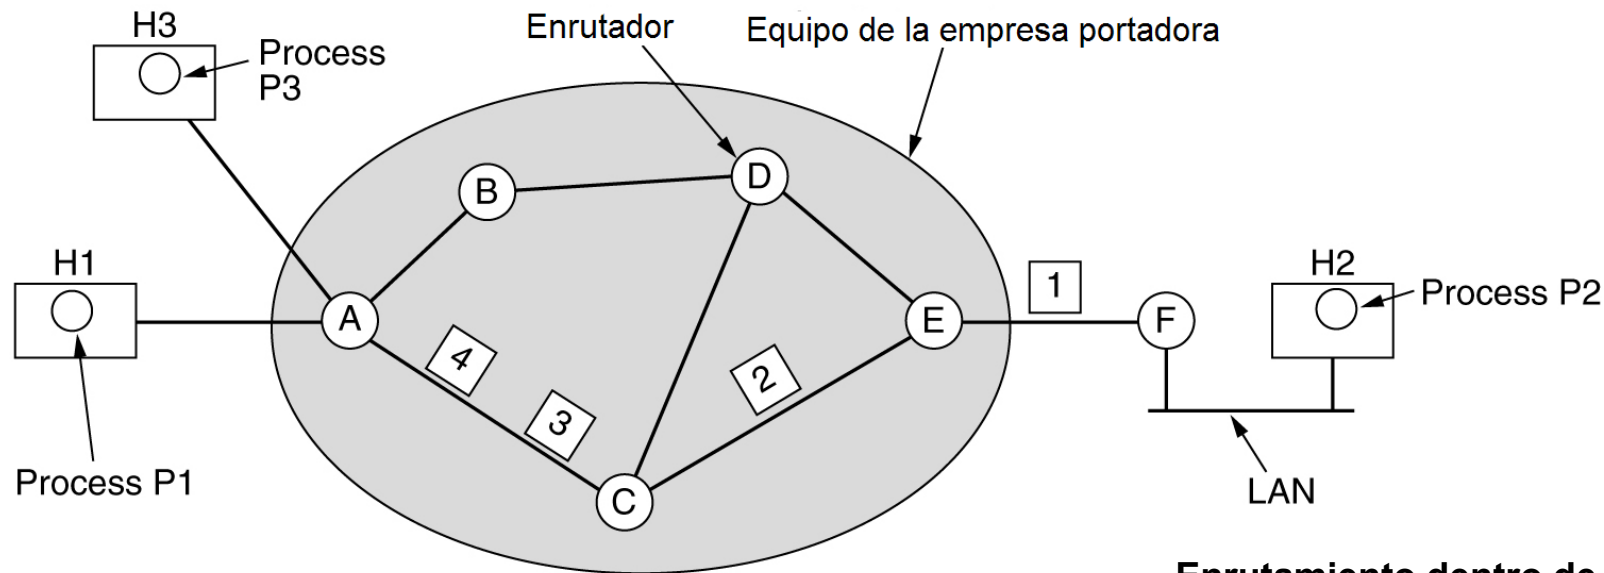 H3
Process
P3
Enrutador
Equipo de la empresa portadora
B
D
H1
A
E
1
F
H2
Process P2
4
3
2
C
Process P1
LAN